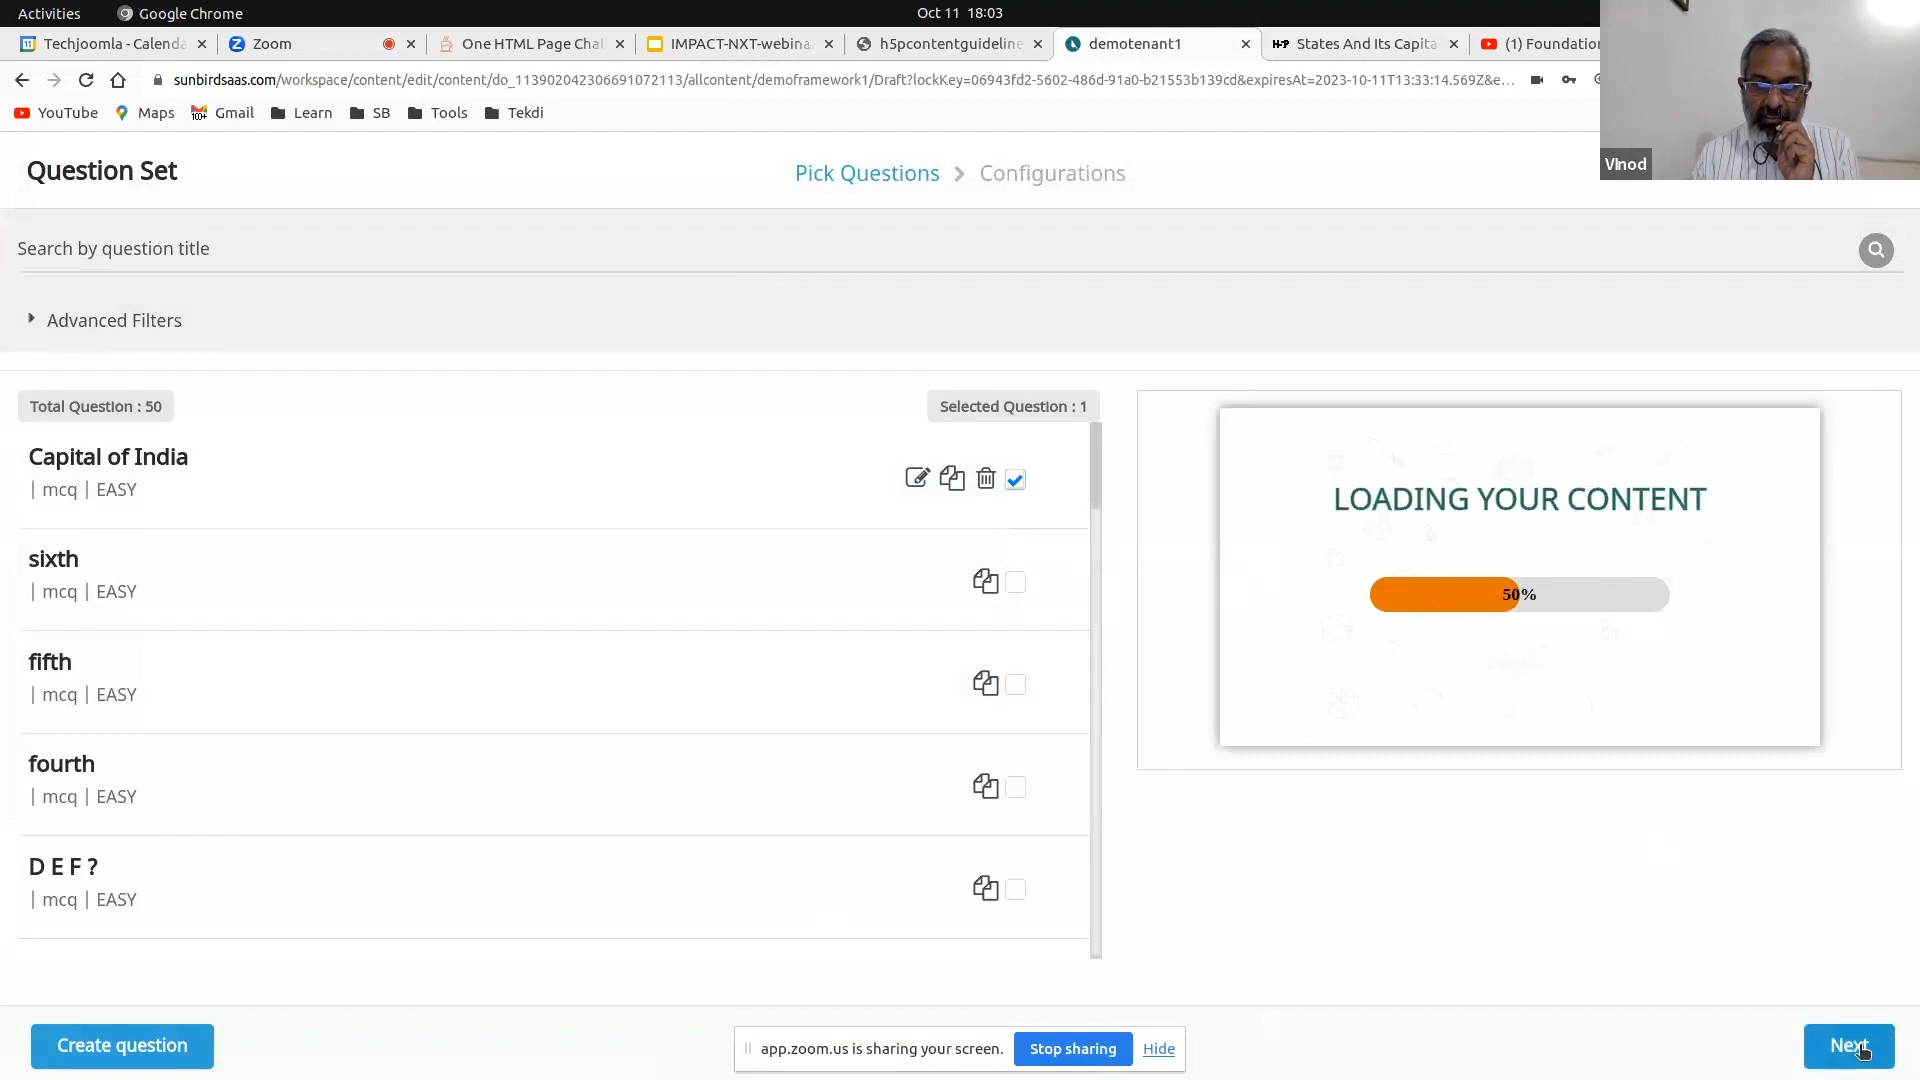 Activities
Google Chrome
Oct 11 18:03
Techjoomla - Calenda
Zoom
One HTML Page Chal
IMPACT-NXT-webina
h5pcontentguideline
demotenant1
H-P States And Its Capita
(1) Foundation
sunbirdsaas.com/workspace/content/edit/content/do_113902042306691072113/allcontent/demoframework1/Draft?lockKey=06943fd2-5602-486d-91a0-b21553b139cd&expiresAt=2023-10-11T13:33:14.569Z&e...
YouTube
Maps
Gmail
Learn
SB
Tools
Tekdi
VInod
Question Set
Pick Questions
Configurations
Search by question title
Advanced Filters
Total Question : 50
Selected Question : 1
Capital of India
| mcq | EASY
sixth
| mcq | EASY
fifth
| mcq | EASY
fourth
| mcq | EASY
D E F ?
| mcq | EASY
LOADING YOUR CONTENT
50%
Create question
app.zoom.us is sharing your screen.
Stop sharing
Hide
Next